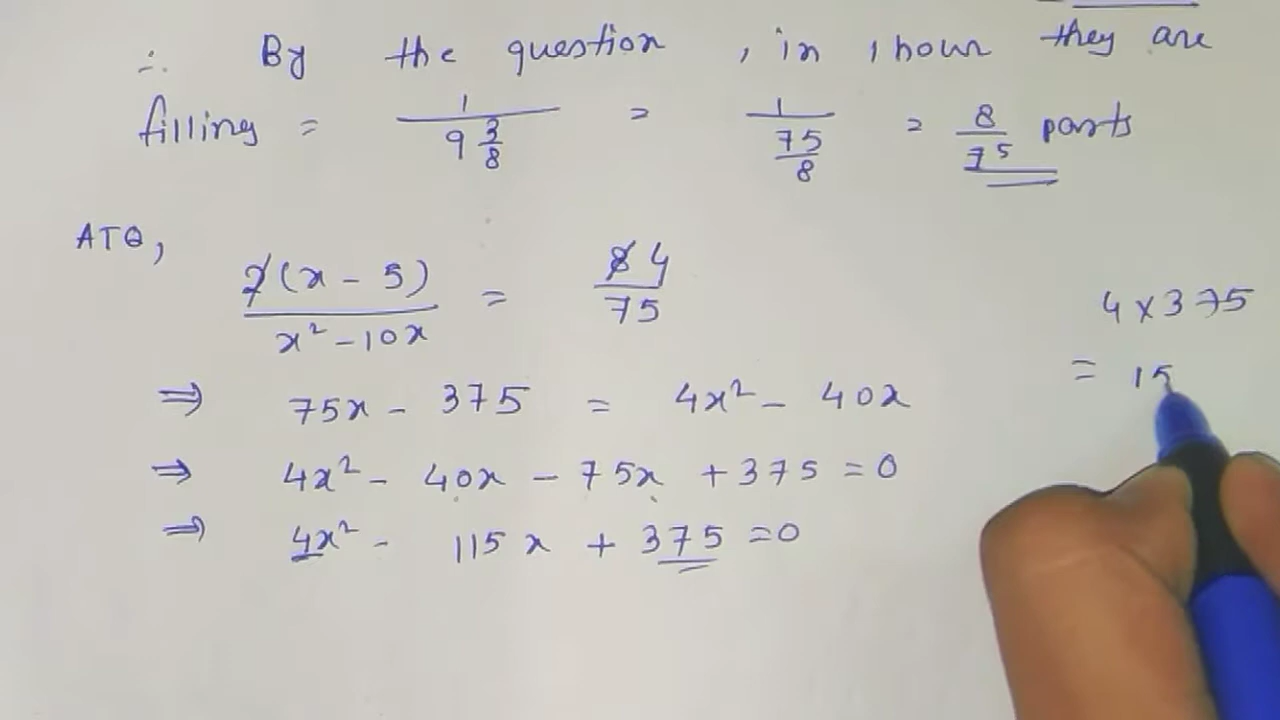 ∴ By the question , in 1 hour they are
filling = 1/(9 3/8) = 1/(75/8) = 8/75 parts
ATQ,
2(x - 5)/(x² - 10x) = 8 4/75
⇒ 75x - 375 = 4x² - 40x
⇒ 4x² - 40x - 75x + 375 = 0
⇒ 4x² - 115x + 375 = 0
4 x 375
= 15